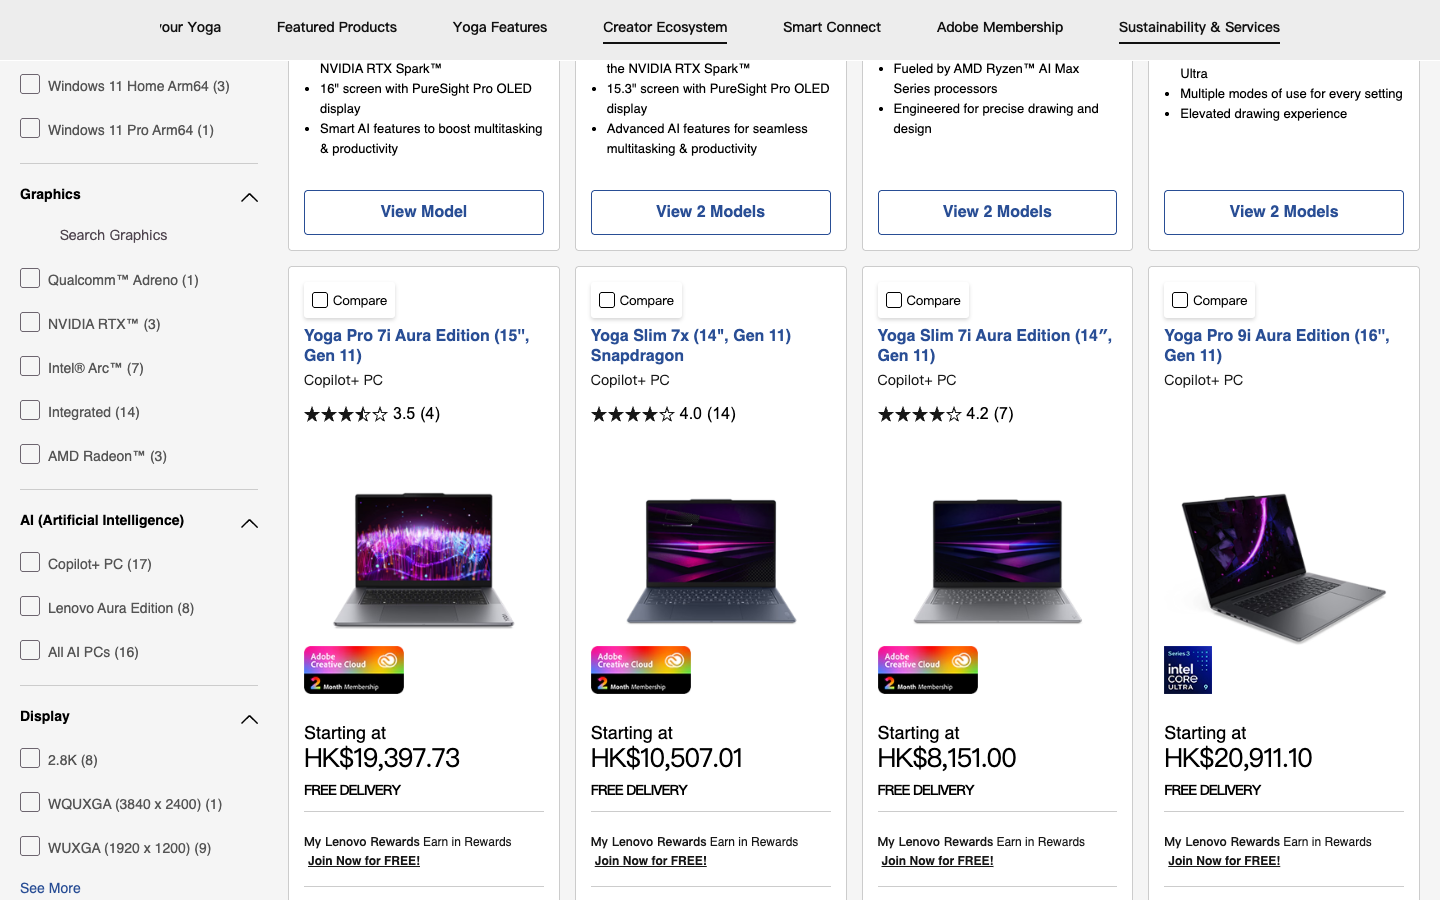 our Yoga
Featured Products
Yoga Features
Creator Ecosystem
Smart Connect
Adobe Membership
Sustainability & Services
Windows 11 Home Arm64 (3)
Windows 11 Pro Arm64 (1)
Graphics
Search Graphics
Qualcomm™ Adreno (1)
NVIDIA RTX™ (3)
Intel® Arc™ (7)
Integrated (14)
AMD Radeon™ (3)
AI (Artificial Intelligence)
Copilot+ PC (17)
Lenovo Aura Edition (8)
All AI PCs (16)
Display
2.8K (8)
WQUXGA (3840 x 2400) (1)
WUXGA (1920 x 1200) (9)
See More
NVIDIA RTX Spark™
• 16" screen with PureSight Pro OLED
display
• Smart AI features to boost multitasking
& productivity
View Model
the NVIDIA RTX Spark™
• 15.3" screen with PureSight Pro OLED
display
• Advanced AI features for seamless
multitasking & productivity
View 2 Models
• Fueled by AMD Ryzen™ AI Max
Series processors
• Engineered for precise drawing and
design
View 2 Models
Ultra
• Multiple modes of use for every setting
• Elevated drawing experience
View 2 Models
Compare
Yoga Pro 7i Aura Edition (15",
Gen 11)
Copilot+ PC
3.5 (4)
Adobe
Creative Cloud
2 Month Membership
Starting at
HK$19,397.73
FREE DELIVERY
My Lenovo Rewards Earn in Rewards
Join Now for FREE!
Compare
Yoga Slim 7x (14", Gen 11)
Snapdragon
Copilot+ PC
4.0 (14)
Adobe
Creative Cloud
2 Month Membership
Starting at
HK$10,507.01
FREE DELIVERY
My Lenovo Rewards Earn in Rewards
Join Now for FREE!
Compare
Yoga Slim 7i Aura Edition (14″,
Gen 11)
Copilot+ PC
4.2 (7)
Adobe
Creative Cloud
2 Month Membership
Starting at
HK$8,151.00
FREE DELIVERY
My Lenovo Rewards Earn in Rewards
Join Now for FREE!
Compare
Yoga Pro 9i Aura Edition (16",
Gen 11)
Copilot+ PC
Series 3
intel
CORE
ULTRA 9
Starting at
HK$20,911.10
FREE DELIVERY
My Lenovo Rewards Earn in Rewards
Join Now for FREE!